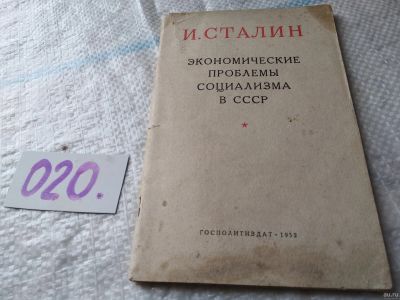 И. СТАЛИН
ЭКОНОМИЧЕСКИЕ
ПРОБЛЕМЫ
СОЦИАЛИЗМА
В СССР
ГОСПОЛИТИЗДАТ · 1952
020.
au.ru